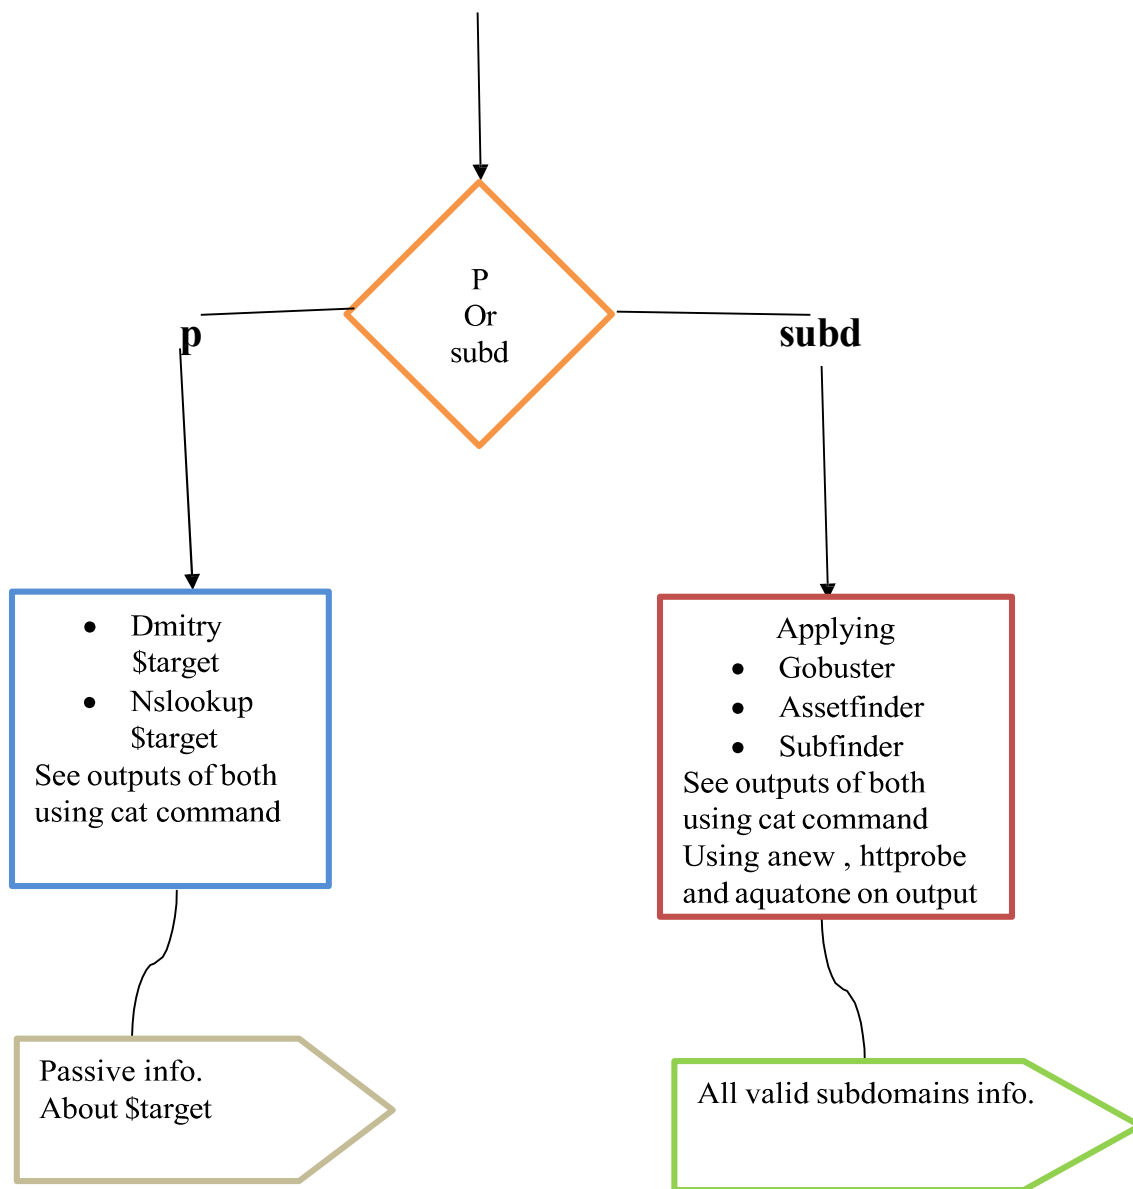 P
Or
subd
p
subd
• Dmitry
$target
• Nslookup
$target
See outputs of both
using cat command
Applying
• Gobuster
• Assetfinder
• Subfinder
See outputs of both
using cat command
Using anew , httprobe
and aquatone on output
Passive info.
About $target
All valid subdomains info.